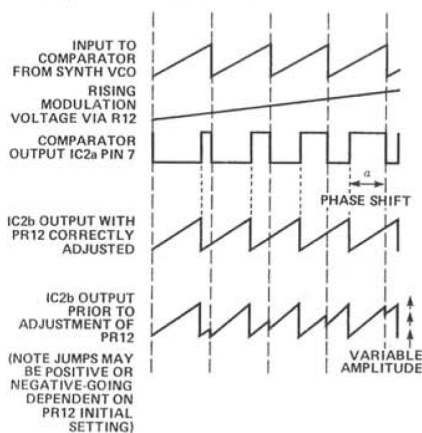 INPUT TO
COMPARATOR
FROM SYNTH VCO
RISING
MODULATION
VOLTAGE VIA R12
COMPARATOR
OUTPUT IC2a PIN 7
α
PHASE SHIFT
IC2b OUTPUT WITH
PR12 CORRECTLY
ADJUSTED
IC2b OUTPUT
PRIOR TO
ADJUSTMENT OF
PR12
(NOTE JUMPS MAY
BE POSITIVE OR
NEGATIVE-GOING
DEPENDENT ON
PR12 INITIAL
SETTING)
VARIABLE
AMPLITUDE